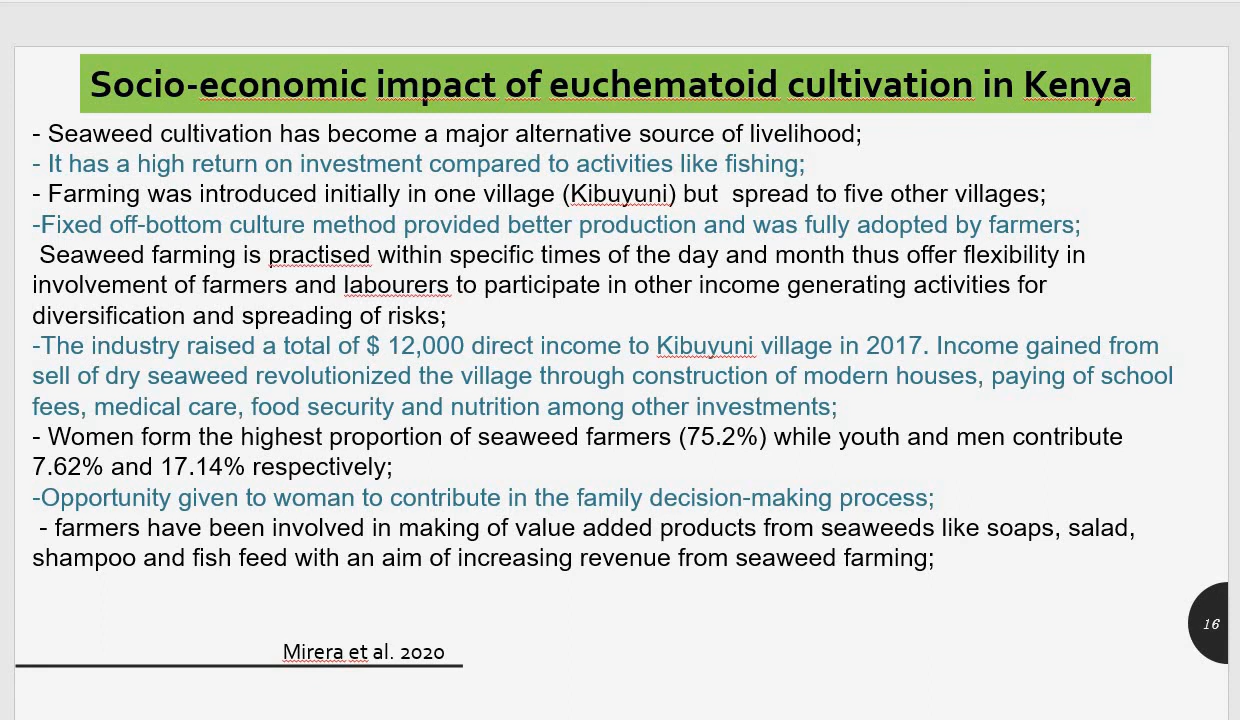 Socio-economic impact of euchematoid cultivation in Kenya
- Seaweed cultivation has become a major alternative source of livelihood;
- It has a high return on investment compared to activities like fishing;
- Farming was introduced initially in one village (Kibuyuni) but  spread to five other villages;
-Fixed off-bottom culture method provided better production and was fully adopted by farmers;
Seaweed farming is practised within specific times of the day and month thus offer flexibility in
involvement of farmers and labourers to participate in other income generating activities for
diversification and spreading of risks;
-The industry raised a total of $ 12,000 direct income to Kibuyuni village in 2017. Income gained from
sell of dry seaweed revolutionized the village through construction of modern houses, paying of school
fees, medical care, food security and nutrition among other investments;
- Women form the highest proportion of seaweed farmers (75.2%) while youth and men contribute
7.62% and 17.14% respectively;
-Opportunity given to woman to contribute in the family decision-making process;
- farmers have been involved in making of value added products from seaweeds like soaps, salad,
shampoo and fish feed with an aim of increasing revenue from seaweed farming;
16
Mirera et al. 2020